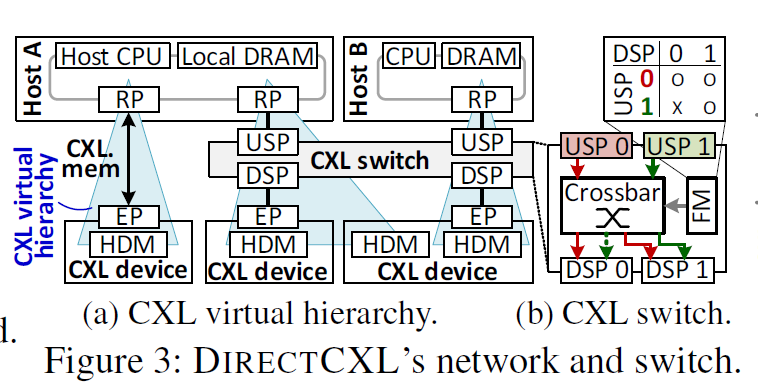 Host A
Host CPU
Local DRAM
RP
RP
Host B
CPU
DRAM
RP
CXL.
mem
CXL virtual
hierarchy
USP
DSP
CXL switch
USP
DSP
EP
HDM
CXL device
EP
HDM
CXL device
HDM
EP
HDM
CXL device
DSP 0 1
USP
0 O O
1 X O
USP 0
USP 1
Crossbar
FM
DSP 0
DSP 1
(a) CXL virtual hierarchy.
(b) CXL switch.
d.
Figure 3: DIRECTCXL's network and switch.